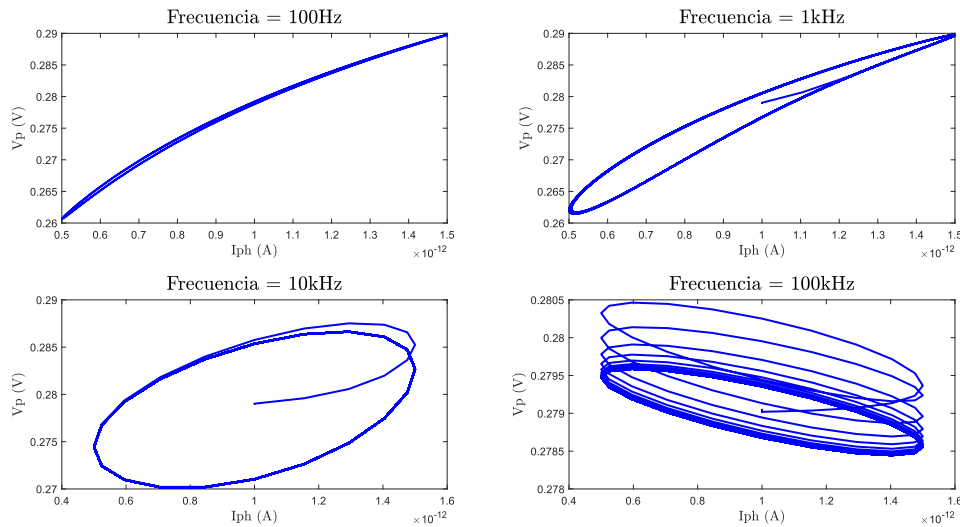 Frecuencia = 100Hz
Vp (V)
0.29
0.285
0.28
0.275
0.27
0.265
0.26
0.5 0.6 0.7 0.8 0.9 1 1.1 1.2 1.3 1.4 1.5
Iph (A)
×10⁻¹²
Frecuencia = 1kHz
Vp (V)
0.29
0.285
0.28
0.275
0.27
0.265
0.26
0.5 0.6 0.7 0.8 0.9 1 1.1 1.2 1.3 1.4 1.5
Iph (A)
×10⁻¹²
Frecuencia = 10kHz
Vp (V)
0.29
0.285
0.28
0.275
0.27
0.4 0.6 0.8 1 1.2 1.4 1.6
Iph (A)
×10⁻¹²
Frecuencia = 100kHz
Vp (V)
0.2805
0.28
0.2795
0.279
0.2785
0.278
0.4 0.6 0.8 1 1.2 1.4 1.6
Iph (A)
×10⁻¹²